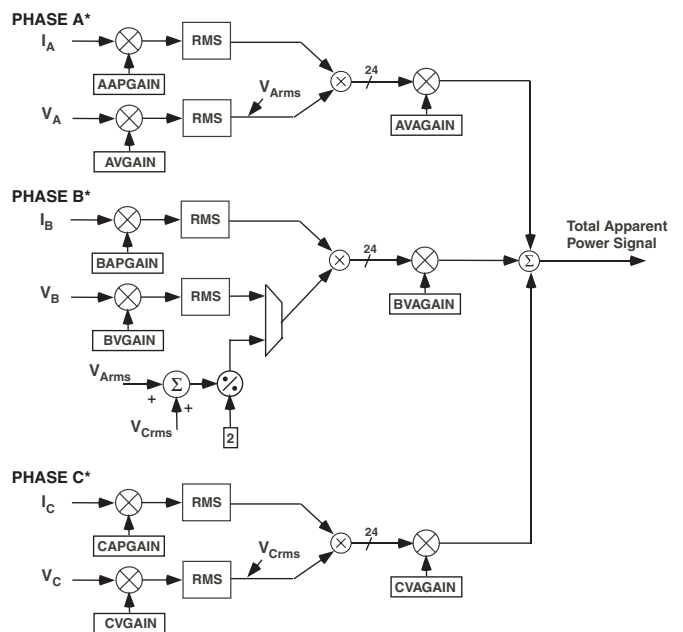 PHASE A*
I_A
RMS
AAPGAIN
V_Arms
24
AVAGAIN
V_A
RMS
AVGAIN
PHASE B*
I_B
RMS
BAPGAIN
24
BVAGAIN
Total Apparent
Power Signal
Σ
V_B
RMS
BVGAIN
V_Arms
+
Σ
+
V_Crms
%
2
PHASE C*
I_C
RMS
CAPGAIN
V_Crms
24
CVAGAIN
V_C
RMS
CVGAIN